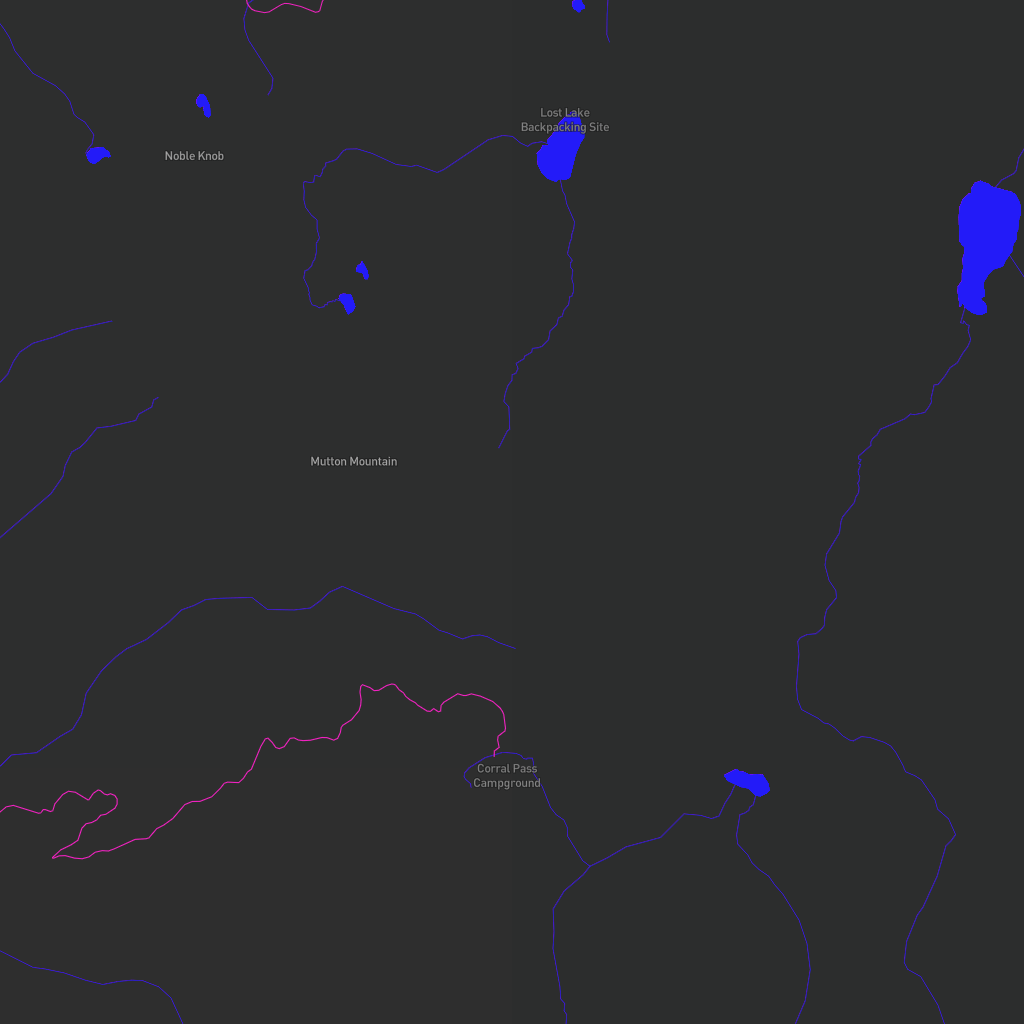 Lost Lake
Backpacking Site
Noble Knob
Mutton Mountain
Corral Pass
Campground